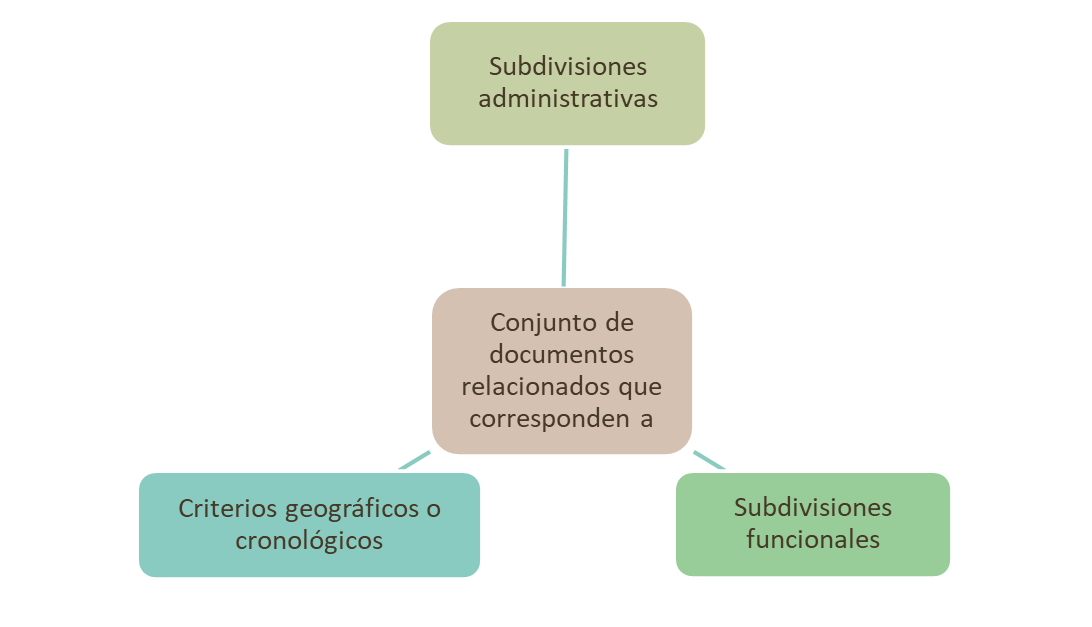 Subdivisiones
administrativas
Conjunto de
documentos
relacionados que
corresponden a
Criterios geográficos o
cronológicos
Subdivisiones
funcionales